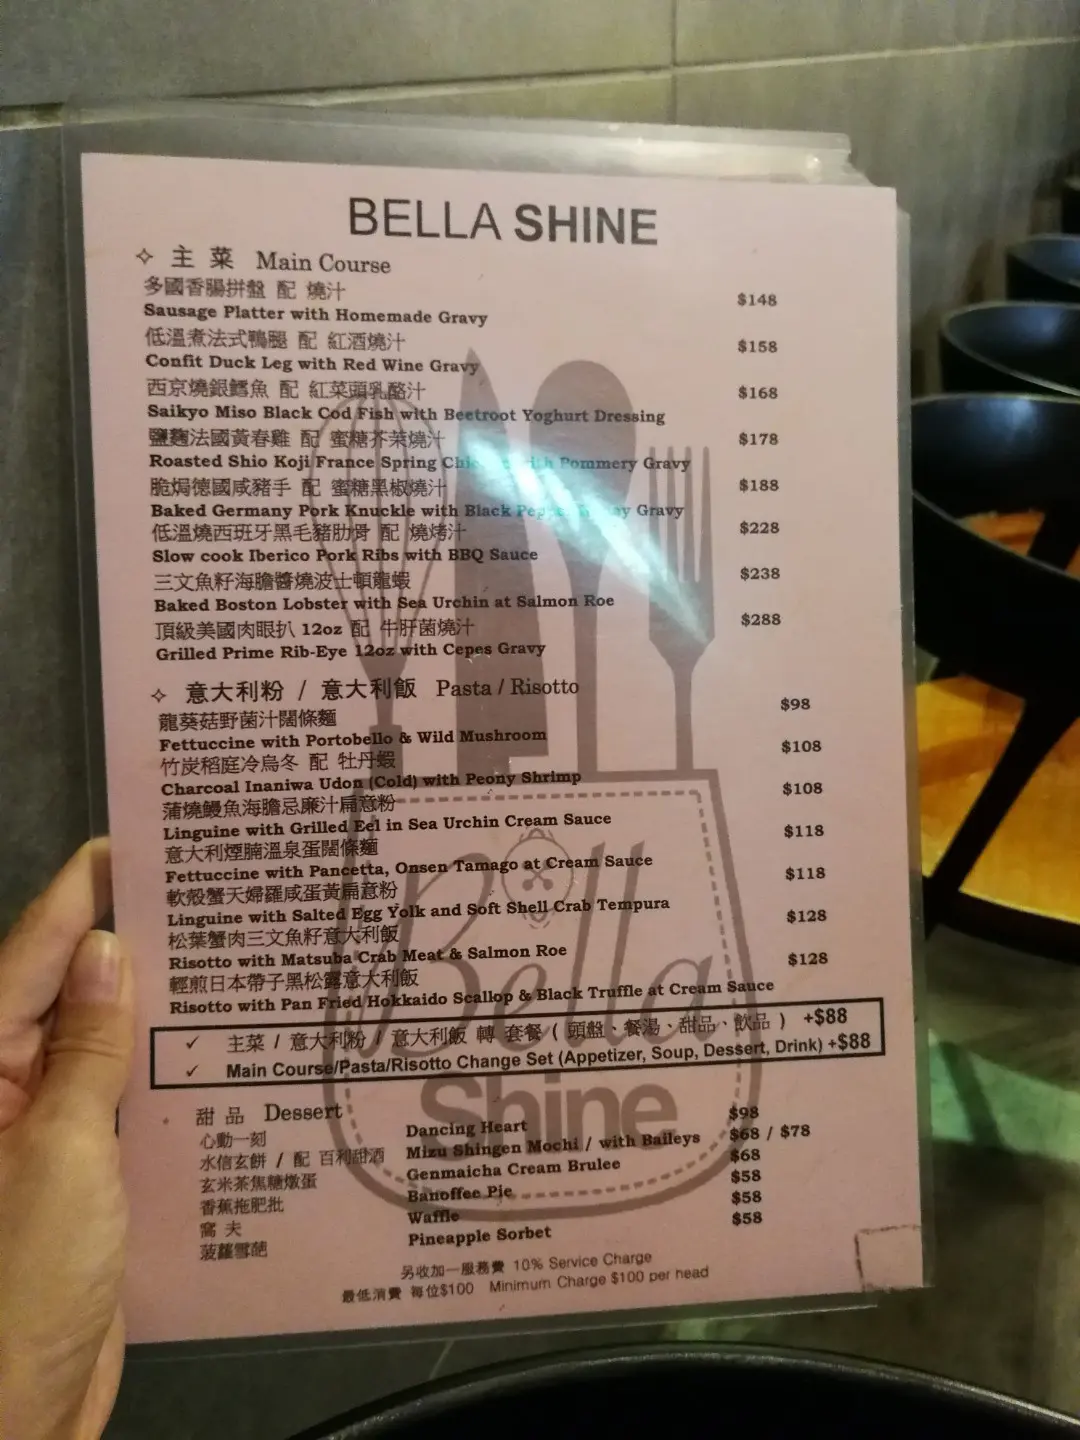 BELLA SHINE
✧ 主菜 Main Course
多國香腸拼盤 配 燒汁 $148
Sausage Platter with Homemade Gravy
低溫煮法式鴨腿 配 紅酒燒汁 $158
Confit Duck Leg with Red Wine Gravy
西京燒銀鱈魚 配 紅菜頭乳酪汁 $168
Saikyo Miso Black Cod Fish with Beetroot Yoghurt Dressing
鹽麴法國黃春雞 配 蜜糖芥菜燒汁 $178
Roasted Shio Koji France Spring with Pommery Gravy
脆焗德國咸豬手 配 蜜糖黑椒燒汁 $188
Baked Germany Pork Knuckle with Black Gravy
低溫燒西班牙黑毛豬肋骨 配 燒烤汁 $228
Slow cook Iberico Pork Ribs with BBQ Sauce
三文魚籽海膽醬燒波士頓龍蝦 $238
Baked Boston Lobster with Sea Urchin at Salmon Roe
頂級美國肉眼扒 12oz 配 牛肝菌燒汁 $288
Grilled Prime Rib-Eye 12oz with Cepes Gravy
✧ 意大利粉 / 意大利飯 Pasta / Risotto
龍葵菇野菌汁闊條麵 $98
Fettuccine with Portobello & Wild Mushroom
竹炭稻庭冷烏冬 配 牡丹蝦 $108
Charcoal Inaniwa Udon (Cold) with Peony Shrimp
蒲燒鰻魚海膽忌廉汁扁意粉 $108
Linguine with Grilled Eel in Sea Urchin Cream Sauce
意大利煙腩溫泉蛋闊條麵 $118
Fettuccine with Pancetta, Onsen Tamago at Cream Sauce
軟殼蟹天婦羅咸蛋黃扁意粉 $118
Linguine with Salted Egg Yolk and Soft Shell Crab Tempura
松葉蟹肉三文魚籽意大利飯 $128
Risotto with Matsuba Crab Meat & Salmon Roe
輕煎日本帶子黑松露意大利飯 $128
Risotto with Pan Fried Hokkaido Scallop & Black Truffle at Cream Sauce
✓ 主菜 / 意大利粉 / 意大利飯 轉 套餐 ( 頭盤、餐湯、甜品、飲品 ) +$88
✓ Main Course/Pasta/Risotto Change Set (Appetizer, Soup, Dessert, Drink) +$88
Bella
Shine
甜品 Dessert
心動一刻 Dancing Heart $98
水信玄餅 / 配 百利甜酒 Mizu Shingen Mochi / with Baileys $68 / $78
玄米茶焦糖燉蛋 Genmaicha Cream Brulee $68
香蕉拖肥批 Banoffee Pie $58
窩夫 Waffle $58
菠蘿雪葩 Pineapple Sorbet $58
另收加一服務費 10% Service Charge
最低消費 每位$100 Minimum Charge $100 per head